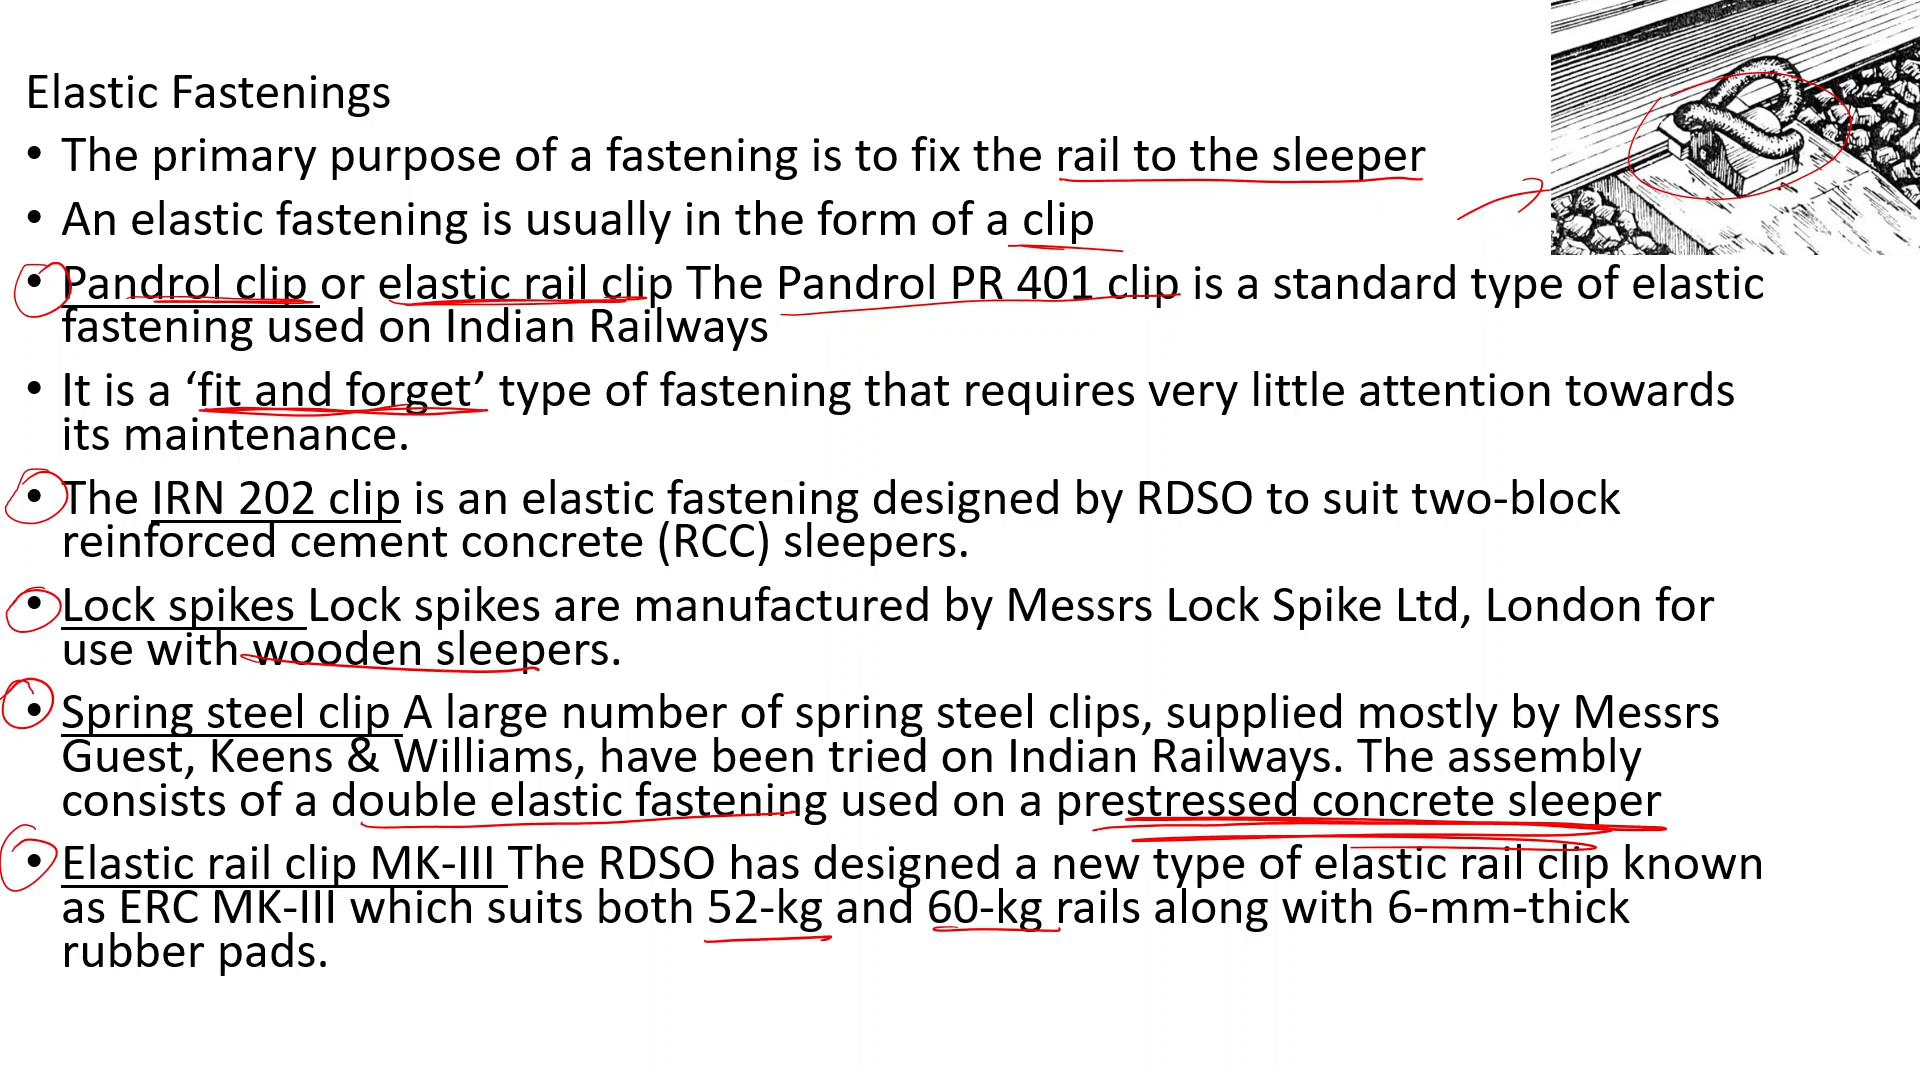 Elastic Fastenings
• The primary purpose of a fastening is to fix the rail to the sleeper
• An elastic fastening is usually in the form of a clip
• Pandrol clip or elastic rail clip The Pandrol PR 401 clip is a standard type of elastic
fastening used on Indian Railways
• It is a ‘fit and forget’ type of fastening that requires very little attention towards
its maintenance.
• The IRN 202 clip is an elastic fastening designed by RDSO to suit two-block
reinforced cement concrete (RCC) sleepers.
• Lock spikes Lock spikes are manufactured by Messrs Lock Spike Ltd, London for
use with wooden sleepers.
• Spring steel clip A large number of spring steel clips, supplied mostly by Messrs
Guest, Keens & Williams, have been tried on Indian Railways. The assembly
consists of a double elastic fastening used on a prestressed concrete sleeper
• Elastic rail clip MK-III The RDSO has designed a new type of elastic rail clip known
as ERC MK-III which suits both 52-kg and 60-kg rails along with 6-mm-thick
rubber pads.